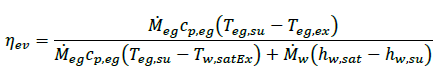 η_ev = Ṁ_eg c_p,eg (T_eg,su − T_eg,ex) / Ṁ_eg c_p,eg (T_eg,su − T_w,satEx) + Ṁ_w (h_w,sat − h_w,su)